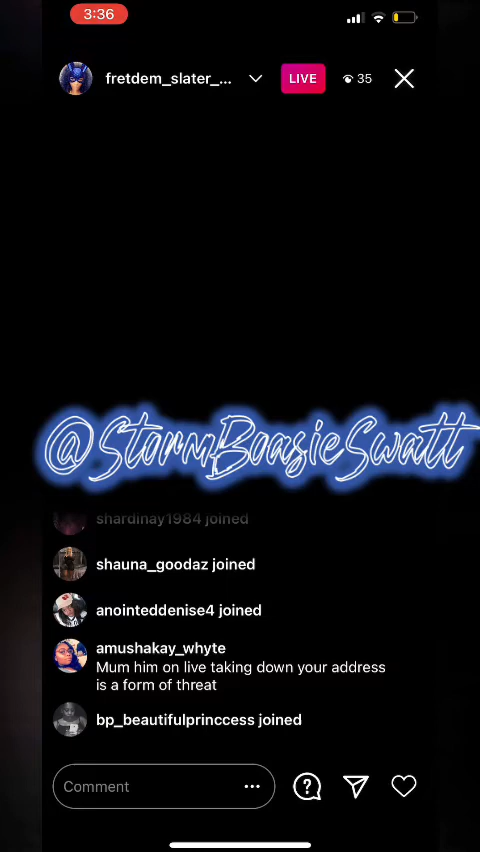 3:36
fretdem_slater_...
LIVE
35
@StormBoasieSwatt
shardinay1984 joined
shauna_goodaz joined
anointeddenise4 joined
amushakay_whyte
Mum him on live taking down your address
is a form of threat
bp_beautifulprinccess joined
Comment